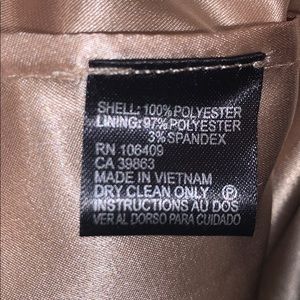 SHELL: 100% POLYESTER
LINING: 97% POLYESTER
3% SPANDEX
RN 106409
CA 39863
MADE IN VIETNAM
DRY CLEAN ONLY Ⓟ
INSTRUCTIONS AU DOS
VER AL DORSO PARA CUIDADO